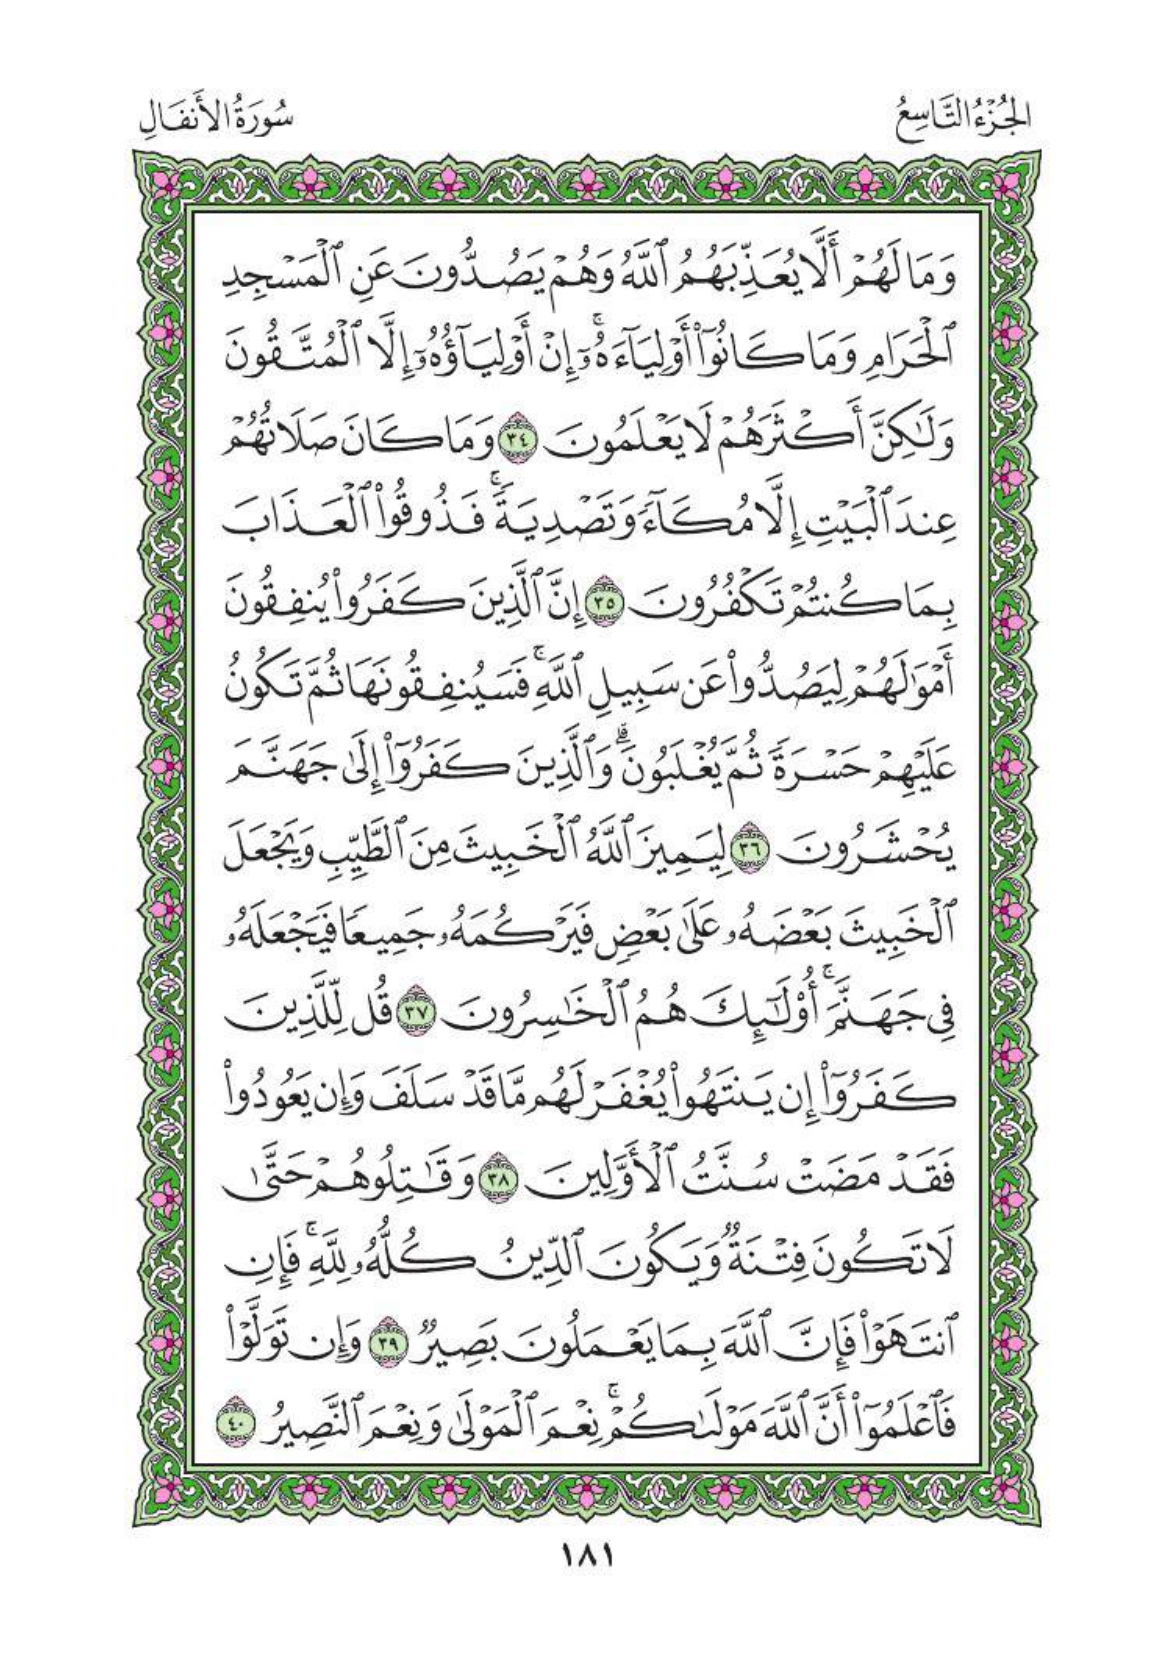 الجُزْءُ التَّاسِعُ
سُورَةُ الأَنفَالِ
وَمَا لَهُمْ أَلَّا يُعَذِّبَهُمُ ٱللَّهُ وَهُمْ يَصُدُّونَ عَنِ ٱلْمَسْجِدِ
ٱلْحَرَامِ وَمَا كَانُوٓا۟ أَوْلِيَآءَهُۥٓ ۚ إِنْ أَوْلِيَآؤُهُۥٓ إِلَّا ٱلْمُتَّقُونَ
وَلَٰكِنَّ أَكْثَرَهُمْ لَا يَعْلَمُونَ ٣٤ وَمَا كَانَ صَلَاتُهُمْ
عِندَ ٱلْبَيْتِ إِلَّا مُكَآءً وَتَصْدِيَةً ۚ فَذُوقُوا۟ ٱلْعَذَابَ
بِمَا كُنتُمْ تَكْفُرُونَ ٣٥ إِنَّ ٱلَّذِينَ كَفَرُوا۟ يُنفِقُونَ
أَمْوَٰلَهُمْ لِيَصُدُّوا۟ عَن سَبِيلِ ٱللَّهِ ۚ فَسَيُنفِقُونَهَا ثُمَّ تَكُونُ
عَلَيْهِمْ حَسْرَةً ثُمَّ يُغْلَبُونَ ۗ وَٱلَّذِينَ كَفَرُوٓا۟ إِلَىٰ جَهَنَّمَ
يُحْشَرُونَ ٣٦ لِيَمِيزَ ٱللَّهُ ٱلْخَبِيثَ مِنَ ٱلطَّيِّبِ وَيَجْعَلَ
ٱلْخَبِيثَ بَعْضَهُۥ عَلَىٰ بَعْضٍ فَيَرْكُمَهُۥ جَمِيعًا فَيَجْعَلَهُۥ
فِى جَهَنَّمَ ۚ أُو۟لَٰٓئِكَ هُمُ ٱلْخَٰسِرُونَ ٣٧ قُل لِّلَّذِينَ
كَفَرُوٓا۟ إِن يَنتَهُوا۟ يُغْفَرْ لَهُم مَّا قَدْ سَلَفَ وَإِن يَعُودُوا۟
فَقَدْ مَضَتْ سُنَّتُ ٱلْأَوَّلِينَ ٣٨ وَقَٰتِلُوهُمْ حَتَّىٰ
لَا تَكُونَ فِتْنَةٌ وَيَكُونَ ٱلدِّينُ كُلُّهُۥ لِلَّهِ ۚ فَإِنِ
ٱنتَهَوْا۟ فَإِنَّ ٱللَّهَ بِمَا يَعْمَلُونَ بَصِيرٌ ٣٩ وَإِن تَوَلَّوْا۟
فَٱعْلَمُوٓا۟ أَنَّ ٱللَّهَ مَوْلَىٰكُمْ ۚ نِعْمَ ٱلْمَوْلَىٰ وَنِعْمَ ٱلنَّصِيرُ ٤٠
١٨١